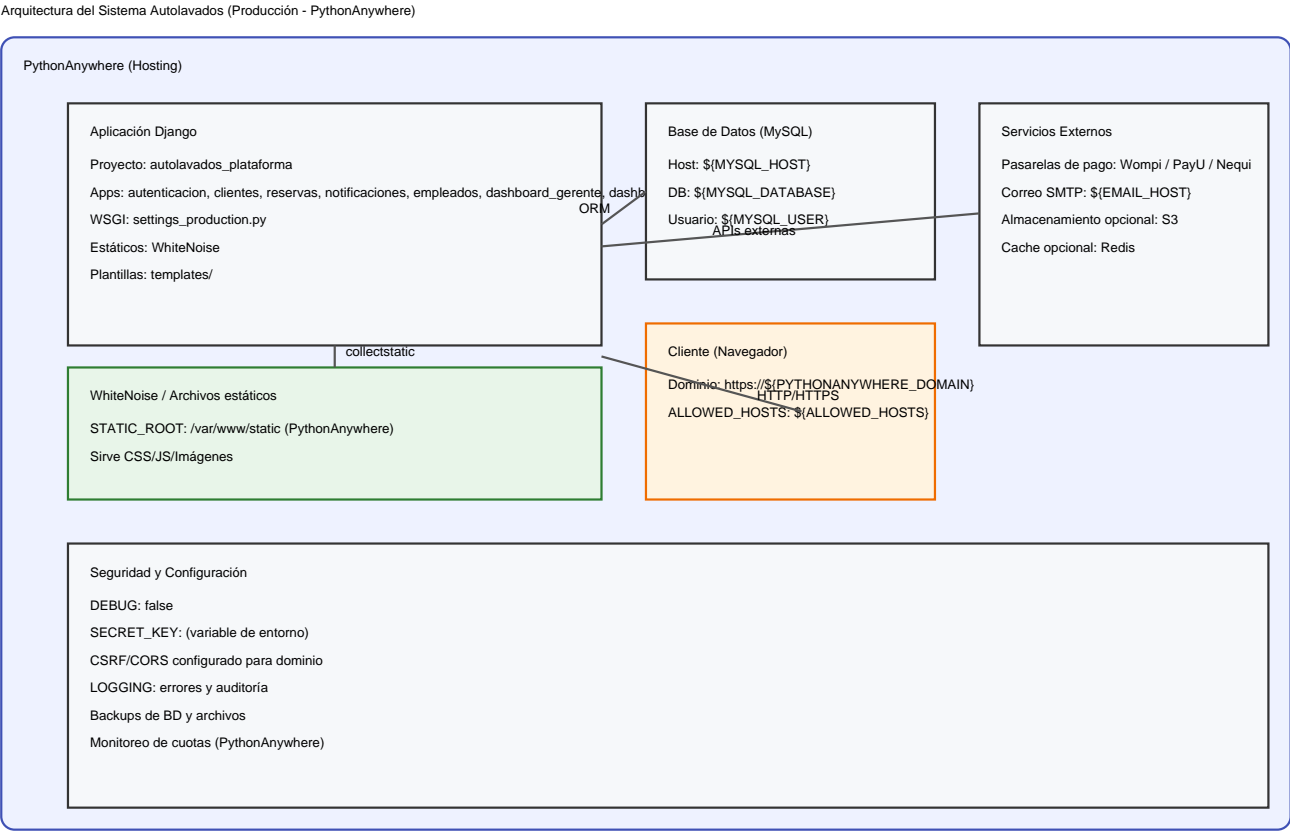 Arquitectura del Sistema Autolavados (Producción - PythonAnywhere)
PythonAnywhere (Hosting)
Aplicación Django
Proyecto: autolavados_plataforma
Apps: autenticacion, clientes, reservas, notificaciones, empleados, dashboard_gerente, dashb
WSGI: settings_production.py
Estáticos: WhiteNoise
Plantillas: templates/
ORM
Base de Datos (MySQL)
Host: ${MYSQL_HOST}
DB: ${MYSQL_DATABASE}
Usuario: ${MYSQL_USER}
APIs externas
Servicios Externos
Pasarelas de pago: Wompi / PayU / Nequi
Correo SMTP: ${EMAIL_HOST}
Almacenamiento opcional: S3
Cache opcional: Redis
collectstatic
WhiteNoise / Archivos estáticos
STATIC_ROOT: /var/www/static (PythonAnywhere)
Sirve CSS/JS/Imágenes
Cliente (Navegador)
Dominio: https://${PYTHONANYWHERE_DOMAIN}
HTTP/HTTPS
ALLOWED_HOSTS: ${ALLOWED_HOSTS}
Seguridad y Configuración
DEBUG: false
SECRET_KEY: (variable de entorno)
CSRF/CORS configurado para dominio
LOGGING: errores y auditoría
Backups de BD y archivos
Monitoreo de cuotas (PythonAnywhere)